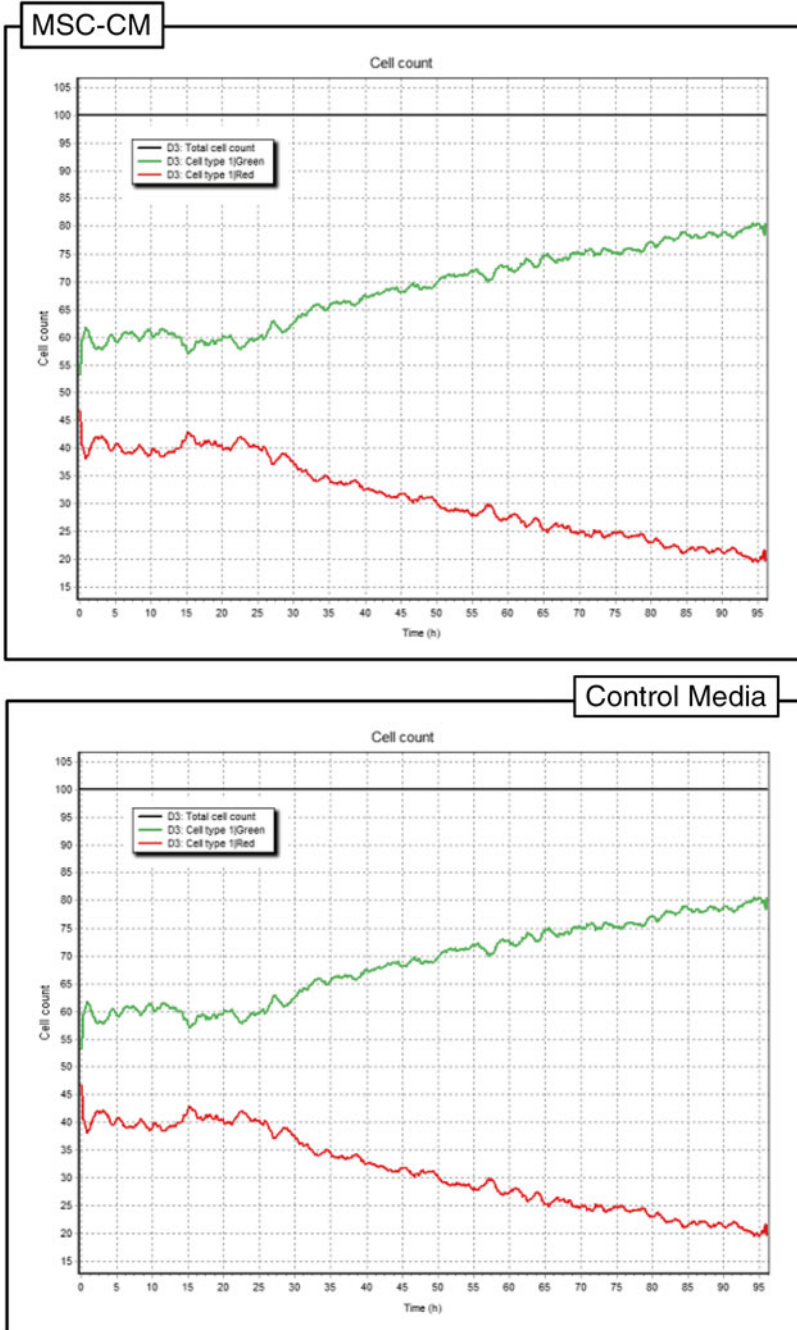 MSC-CM
Cell count
105
100
95
90
85
80
75
70
65
60
55
50
45
40
35
30
25
20
15
Cell count
D3: Total cell count
D3: Cell type 1|Green
D3: Cell type 1|Red
0 5 10 15 20 25 30 35 40 45 50 55 60 65 70 75 80 85 90 95
Time (h)
Control Media
Cell count
105
100
95
90
85
80
75
70
65
60
55
50
45
40
35
30
25
20
15
Cell count
D3: Total cell count
D3: Cell type 1|Green
D3: Cell type 1|Red
0 5 10 15 20 25 30 35 40 45 50 55 60 65 70 75 80 85 90 95
Time (h)